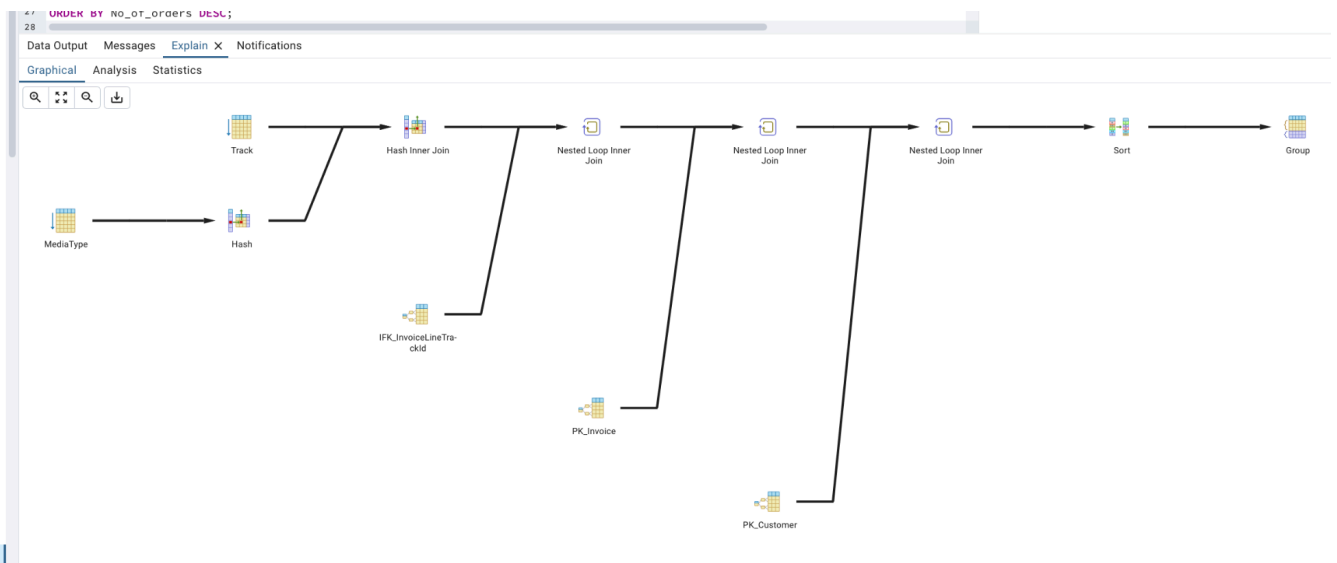 27 ORDER BY No_of_orders DESC;
28
Data Output Messages Explain X Notifications
Graphical Analysis Statistics
Track
Hash Inner Join
Nested Loop Inner
Join
Nested Loop Inner
Join
Nested Loop Inner
Join
Sort
Group
MediaType
Hash
IFK_InvoiceLineTra-
ckId
PK_Invoice
PK_Customer